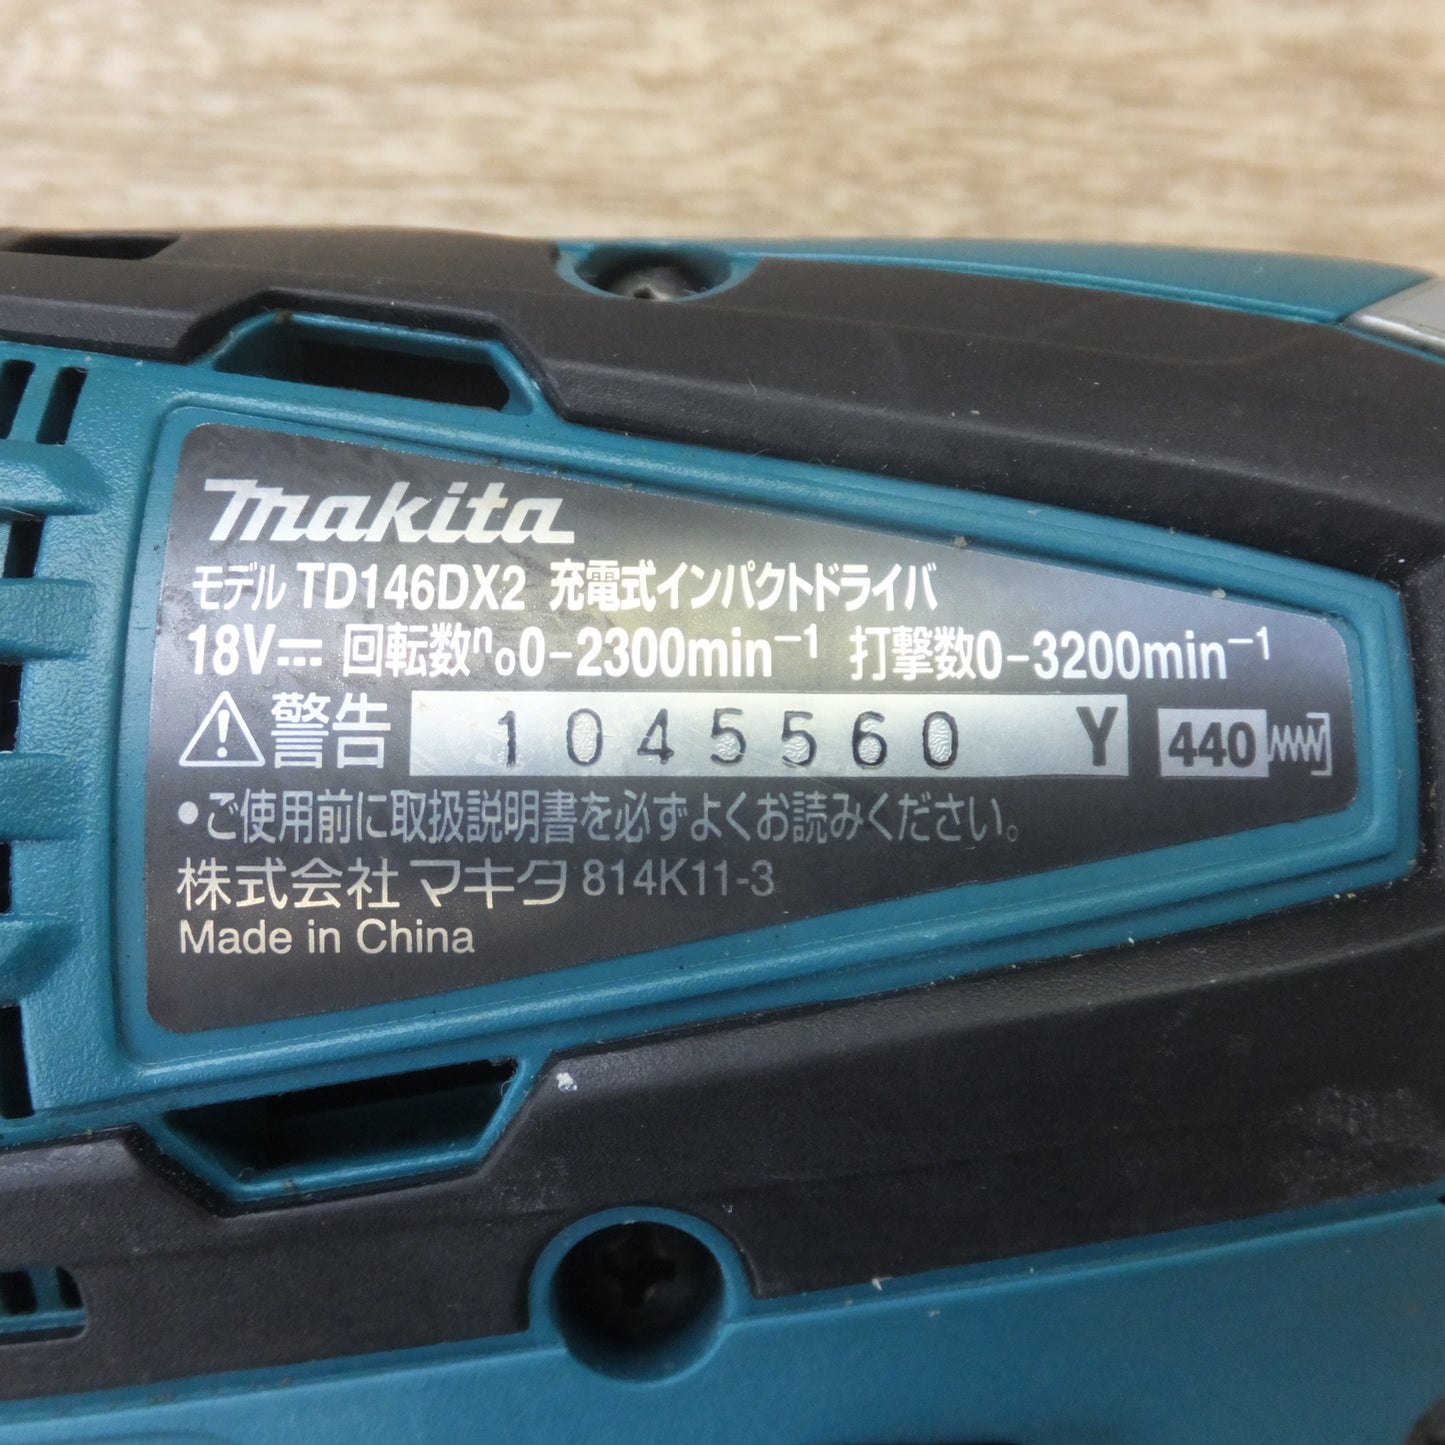 makita
モデル TD146DX2 充電式インパクトドライバ
18V⎓ 回転数n₀0-2300min⁻¹ 打撃数0-3200min⁻¹
⚠警告 1045560 Y 440
•ご使用前に取扱説明書を必ずよくお読みください。
株式会社 マキタ 814K11-3
Made in China